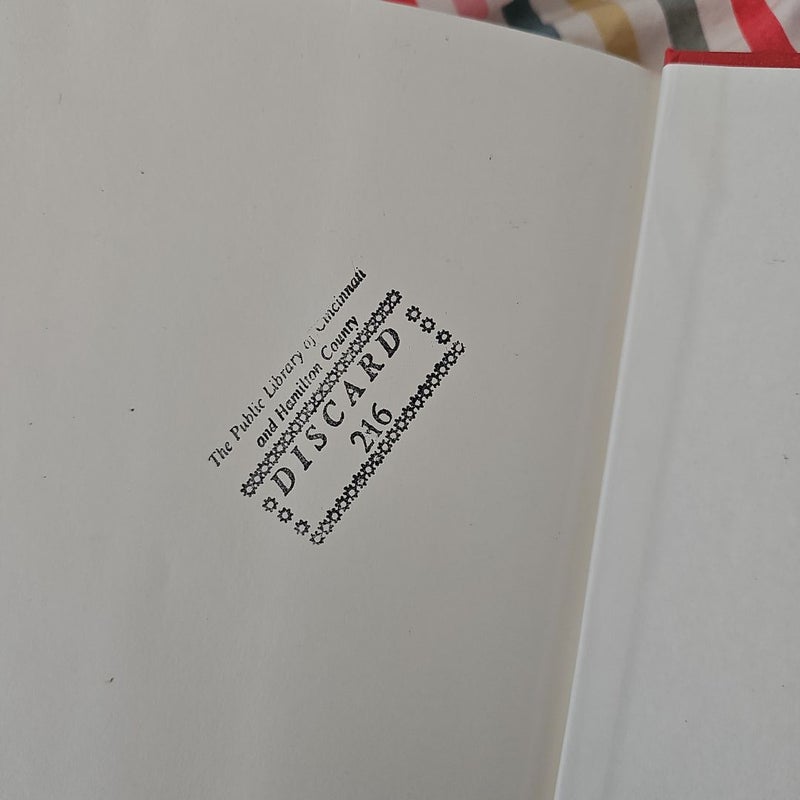 The Public Library of Cincinnati
and Hamilton County
DISCARD
216